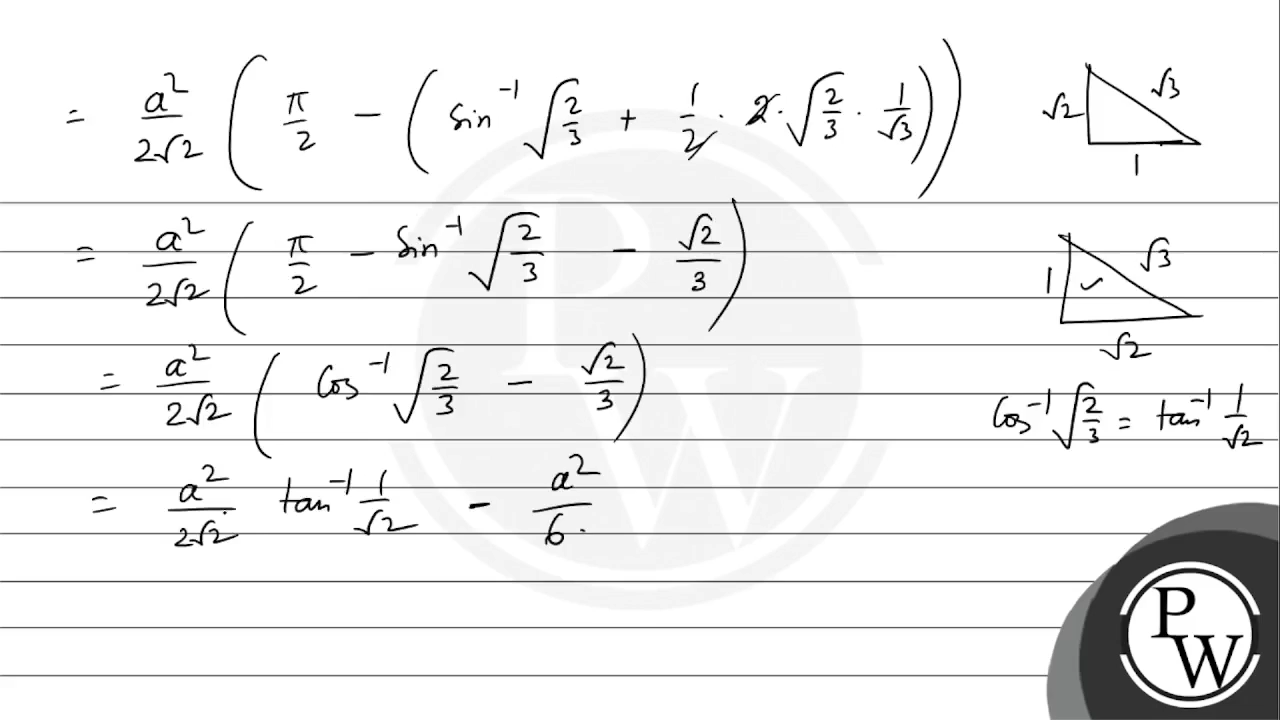 = a²/2√2 ( π/2 − ( Sin⁻¹ √2/3 + 1/2 · 2 · √2/3 · 1/√3 ) )
√2 √3
1
= a²/2√2 ( π/2 − Sin⁻¹ √2/3 − √2/3 )
1 √3
√2
= a²/2√2 ( Cos⁻¹ √2/3 − √2/3 )
Cos⁻¹ √2/3 = tan⁻¹ 1/√2
= a²/2√2 tan⁻¹ 1/√2 − a²/6.
PW
PW